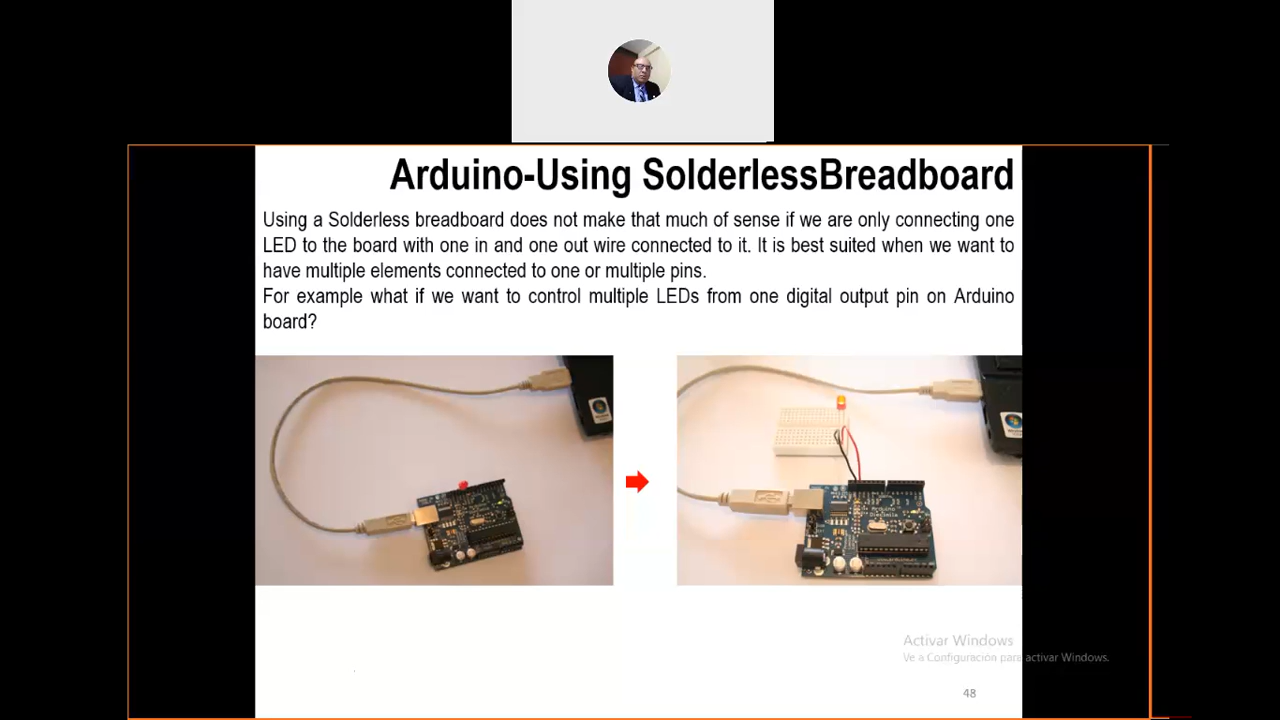 Arduino-Using SolderlessBreadboard
Using a Solderless breadboard does not make that much of sense if we are only connecting one
LED to the board with one in and one out wire connected to it. It is best suited when we want to
have multiple elements connected to one or multiple pins.
For example what if we want to control multiple LEDs from one digital output pin on Arduino
board?
Activar Windows
Ve a Configuración para activar Windows.
48